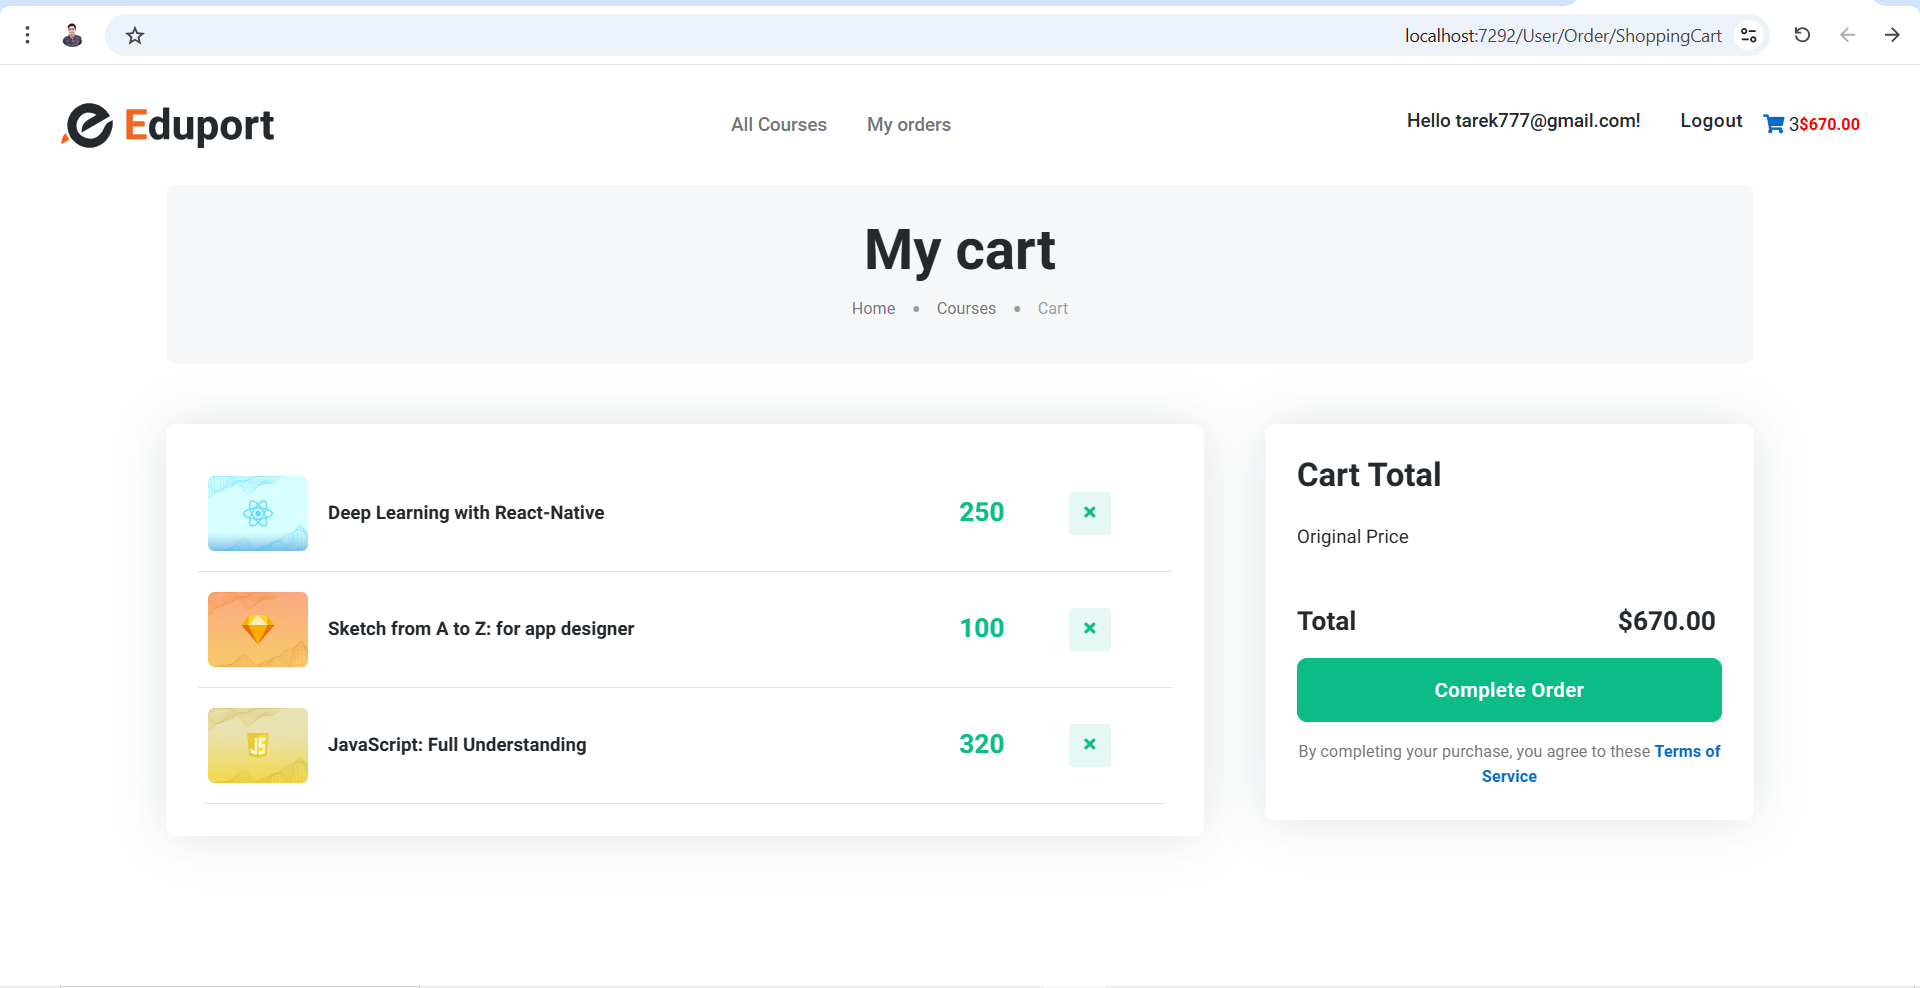 localhost:7292/User/Order/ShoppingCart
Eduport
All Courses
My orders
Hello tarek777@gmail.com!
Logout
3$670.00
My cart
Home • Courses • Cart
Deep Learning with React-Native
250
Sketch from A to Z: for app designer
100
JS
JavaScript: Full Understanding
320
Cart Total
Original Price
Total
$670.00
Complete Order
By completing your purchase, you agree to these Terms of
Service